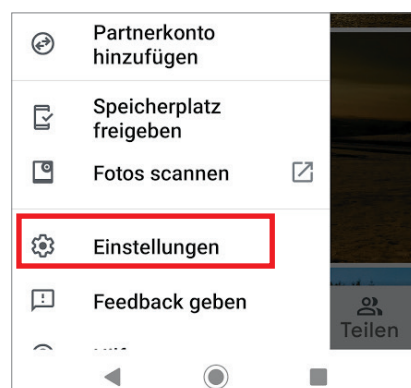 Partnerkonto
hinzufügen
Speicherplatz
freigeben
Fotos scannen
Einstellungen
Feedback geben
Teilen